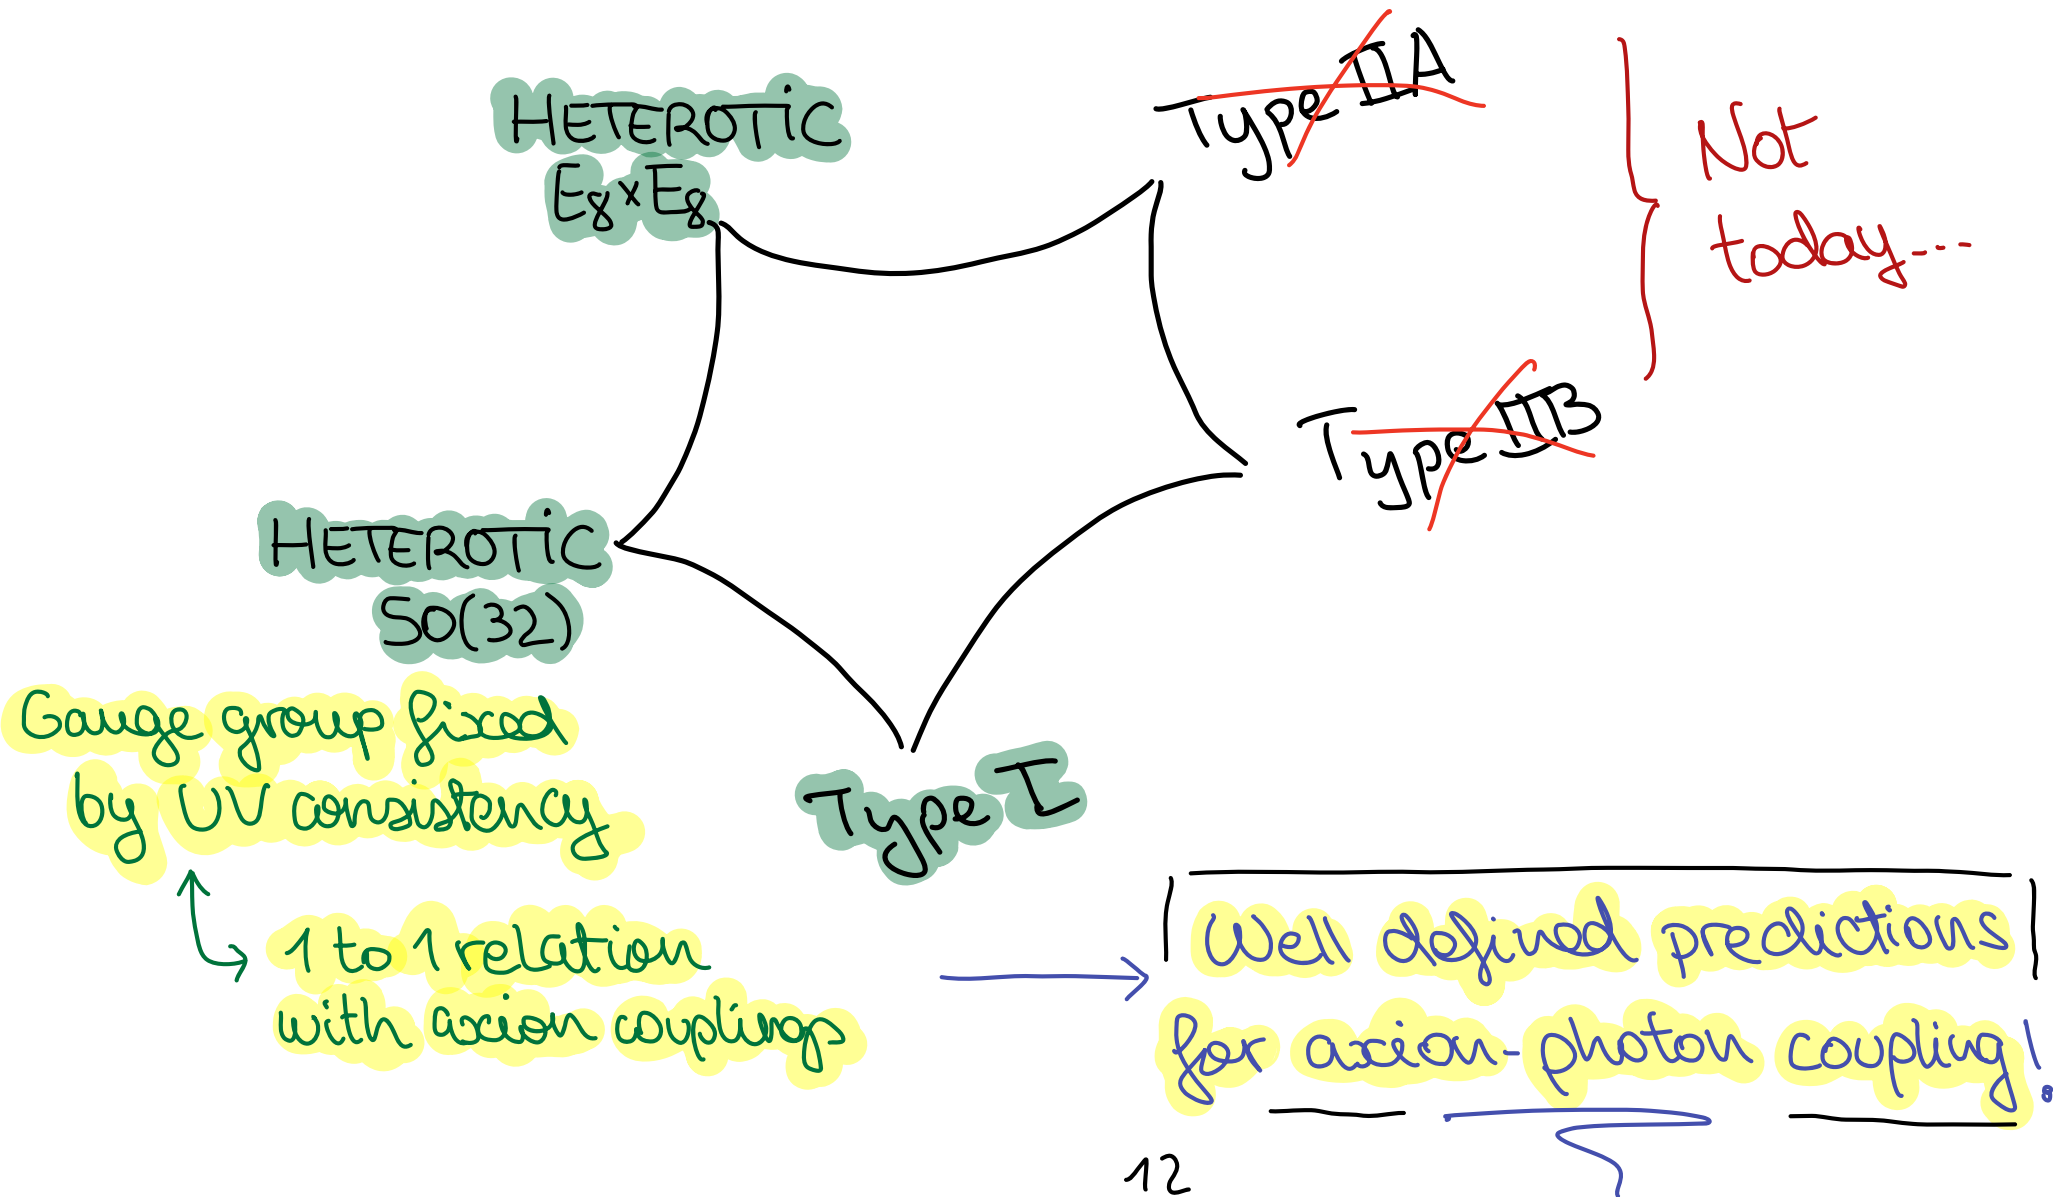 HETEROTIC
E8×E8
Type IIA
Not
today...
Type IIB
HETEROTIC
SO(32)
Gauge group fixed
by UV consistency
Type I
1 to 1 relation
with axion couplings
Well defined predictions
for axion-photon coupling!
12